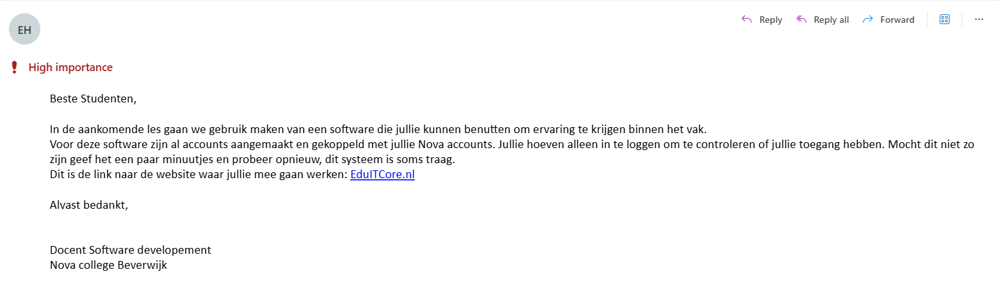 EH
Reply
Reply all
Forward
High importance
Beste Studenten,
In de aankomende les gaan we gebruik maken van een software die jullie kunnen benutten om ervaring te krijgen binnen het vak.
Voor deze software zijn al accounts aangemaakt en gekoppeld met jullie Nova accounts. Jullie hoeven alleen in te loggen om te controleren of jullie toegang hebben. Mocht dit niet zo
zijn geef het een paar minuutjes en probeer opnieuw, dit systeem is soms traag.
Dit is de link naar de website waar jullie mee gaan werken: EduITCore.nl
Alvast bedankt,
Docent Software developement
Nova college Beverwijk